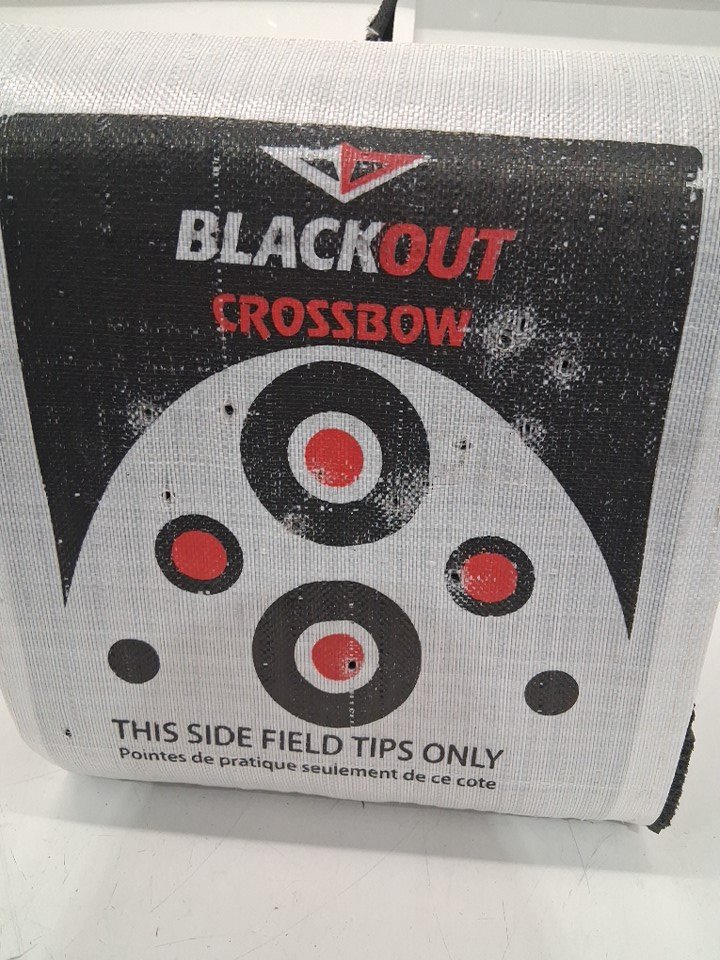 BLACKOUT
CROSSBOW
THIS SIDE FIELD TIPS ONLY
Pointes de pratique seulement de ce cote